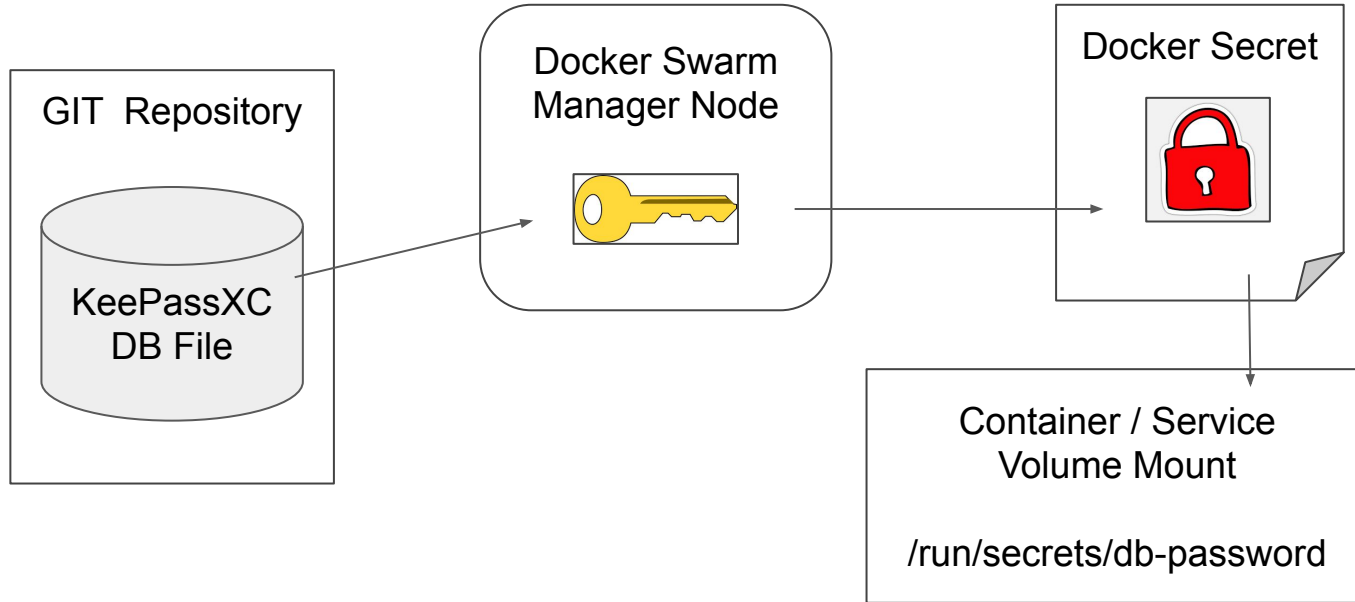 GIT  Repository
KeePassXC
DB File
Docker Swarm
Manager Node
Docker Secret
Container / Service
Volume Mount
/run/secrets/db-password